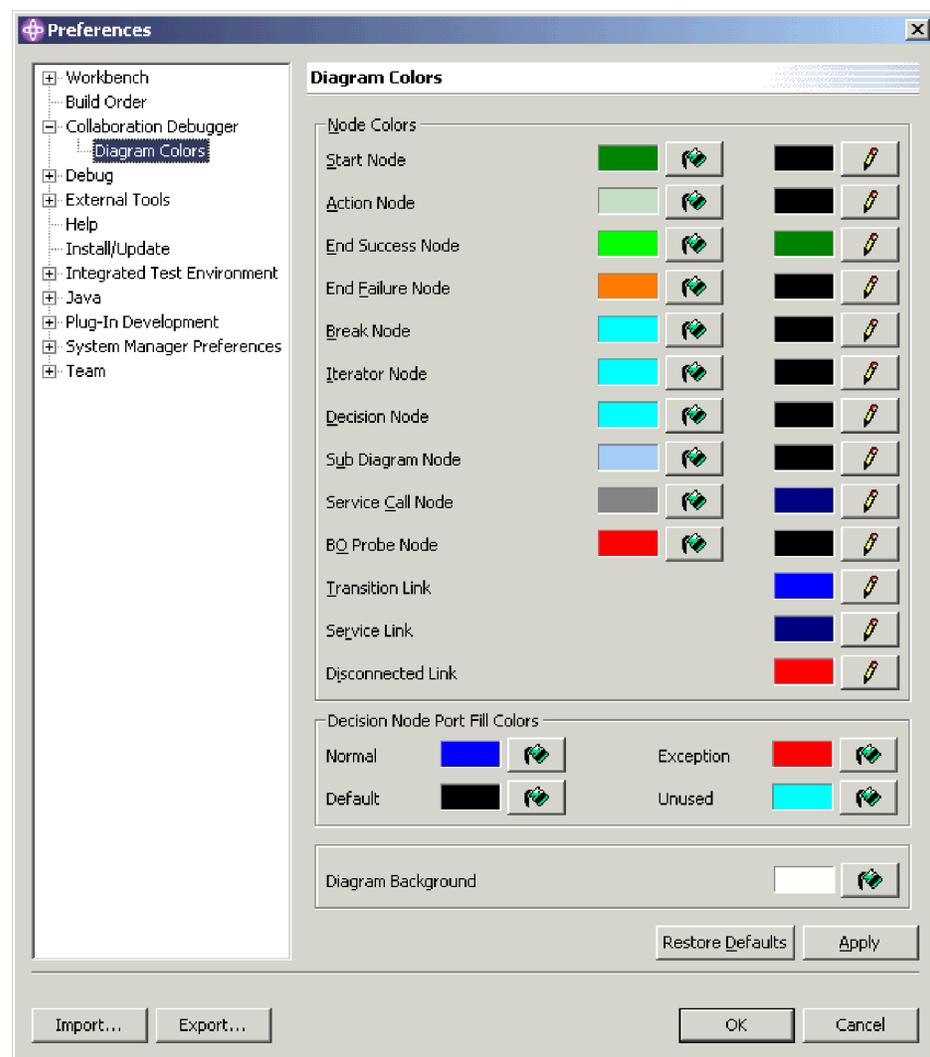 Preferences
Workbench
Build Order
Collaboration Debugger
Diagram Colors
Debug
External Tools
Help
Install/Update
Integrated Test Environment
Java
Plug-In Development
System Manager Preferences
Team
Diagram Colors
Node Colors
Start Node
Action Node
End Success Node
End Failure Node
Break Node
Iterator Node
Decision Node
Sub Diagram Node
Service Call Node
BO Probe Node
Transition Link
Service Link
Disconnected Link
Decision Node Port Fill Colors
Normal Exception
Default Unused
Diagram Background
Restore Defaults Apply
Import... Export... OK Cancel